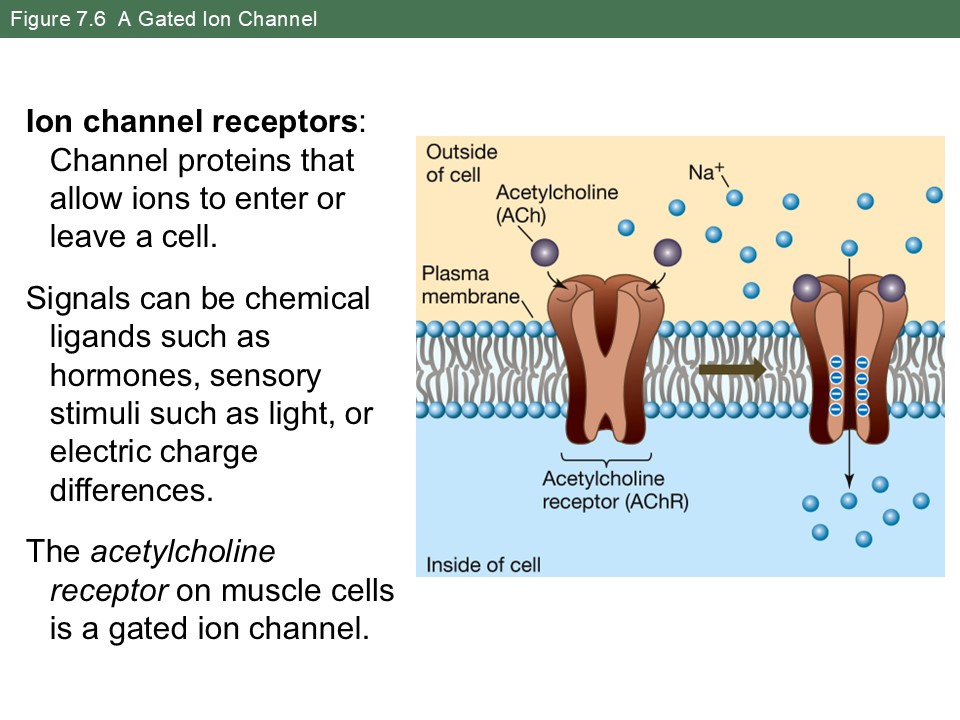 Figure 7.6  A Gated Ion Channel
Ion channel receptors:
Channel proteins that
allow ions to enter or
leave a cell.
Signals can be chemical
ligands such as
hormones, sensory
stimuli such as light, or
electric charge
differences.
The acetylcholine
receptor on muscle cells
is a gated ion channel.
Outside
of cell
Na+
Acetylcholine
(ACh)
Plasma
membrane
Acetylcholine
receptor (AChR)
Inside of cell